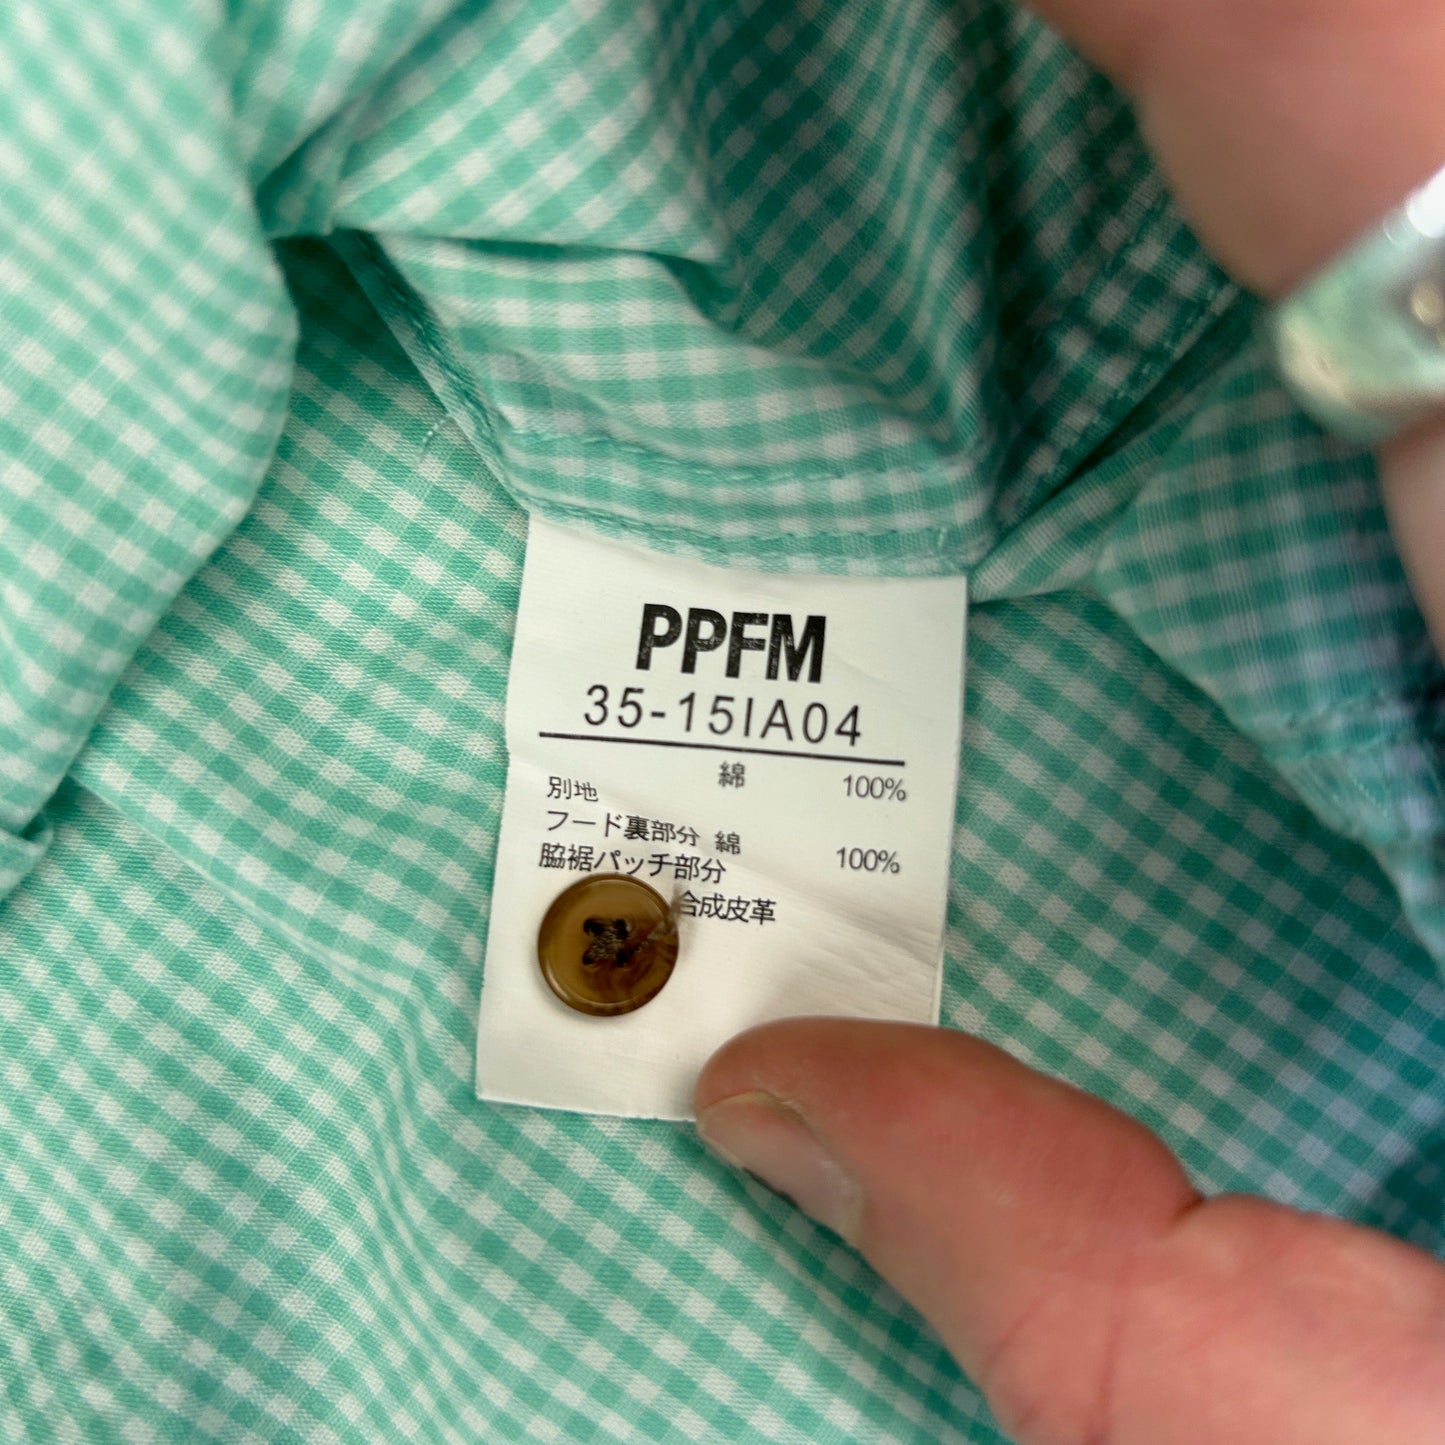 PPFM
35-15IA04
綿 100%
別地
フード裏部分 綿 100%
脇裾パッチ部分
合成皮革